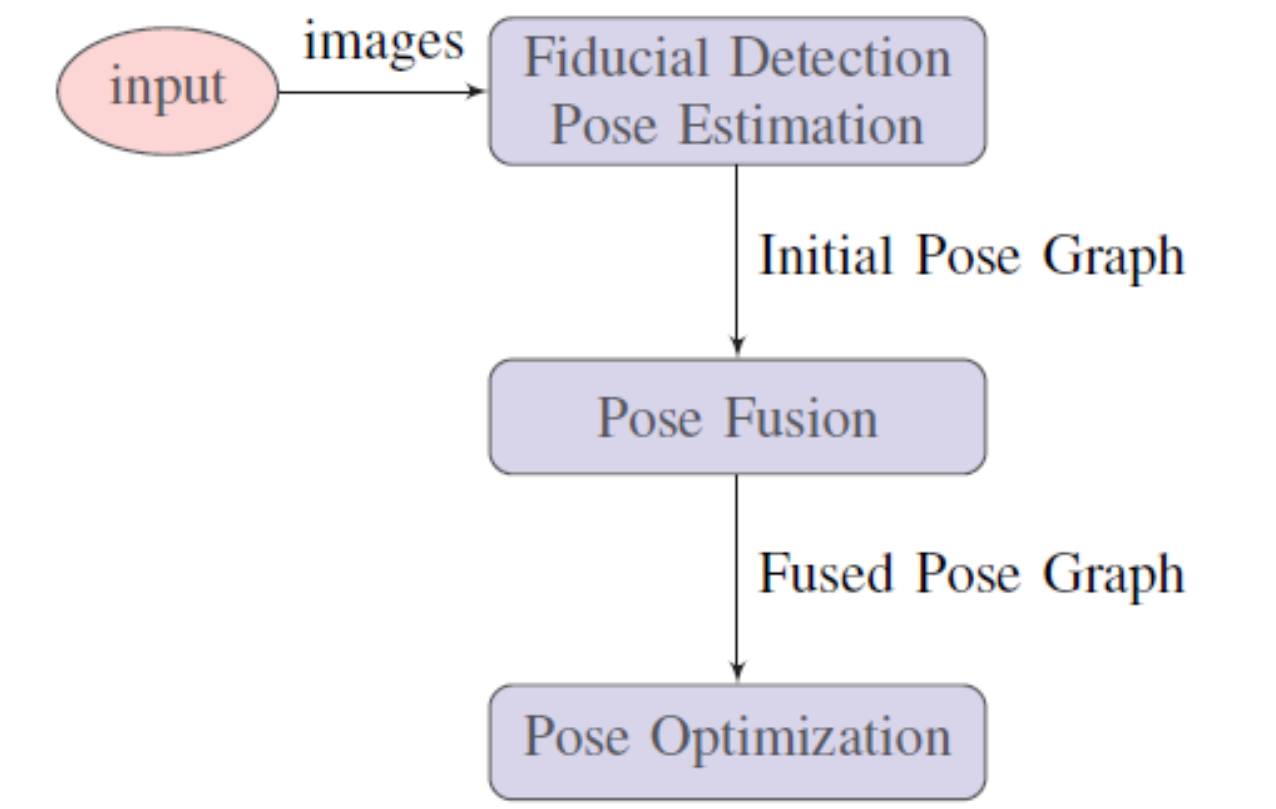 input
images
Fiducial Detection
Pose Estimation
Initial Pose Graph
Pose Fusion
Fused Pose Graph
Pose Optimization